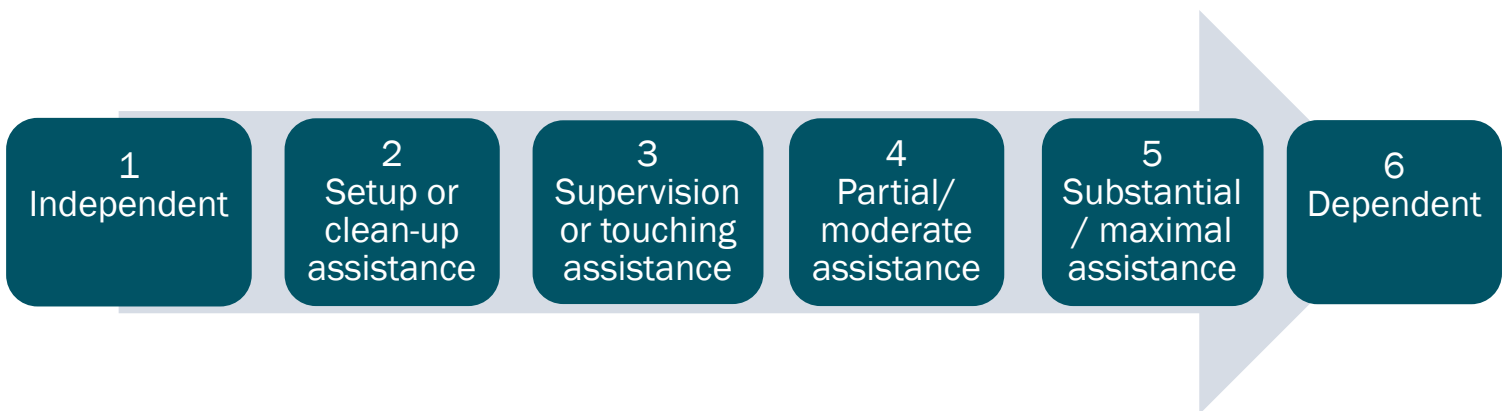 1
Independent
2
Setup or
clean-up
assistance
3
Supervision
or touching
assistance
4
Partial/
moderate
assistance
5
Substantial
/ maximal
assistance
6
Dependent